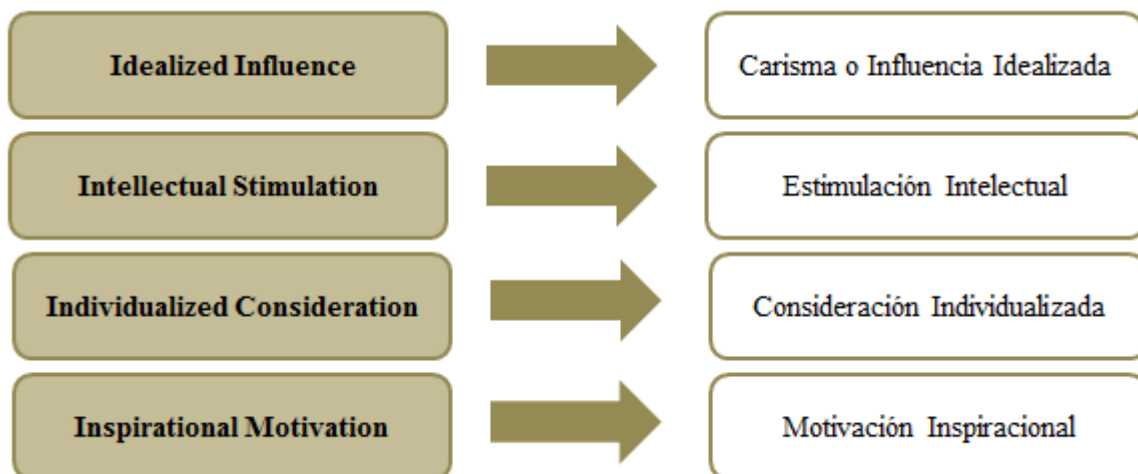 Idealized Influence
Carisma o Influencia Idealizada
Intellectual Stimulation
Estimulación Intelectual
Individualized Consideration
Consideración Individualizada
Inspirational Motivation
Motivación Inspiracional